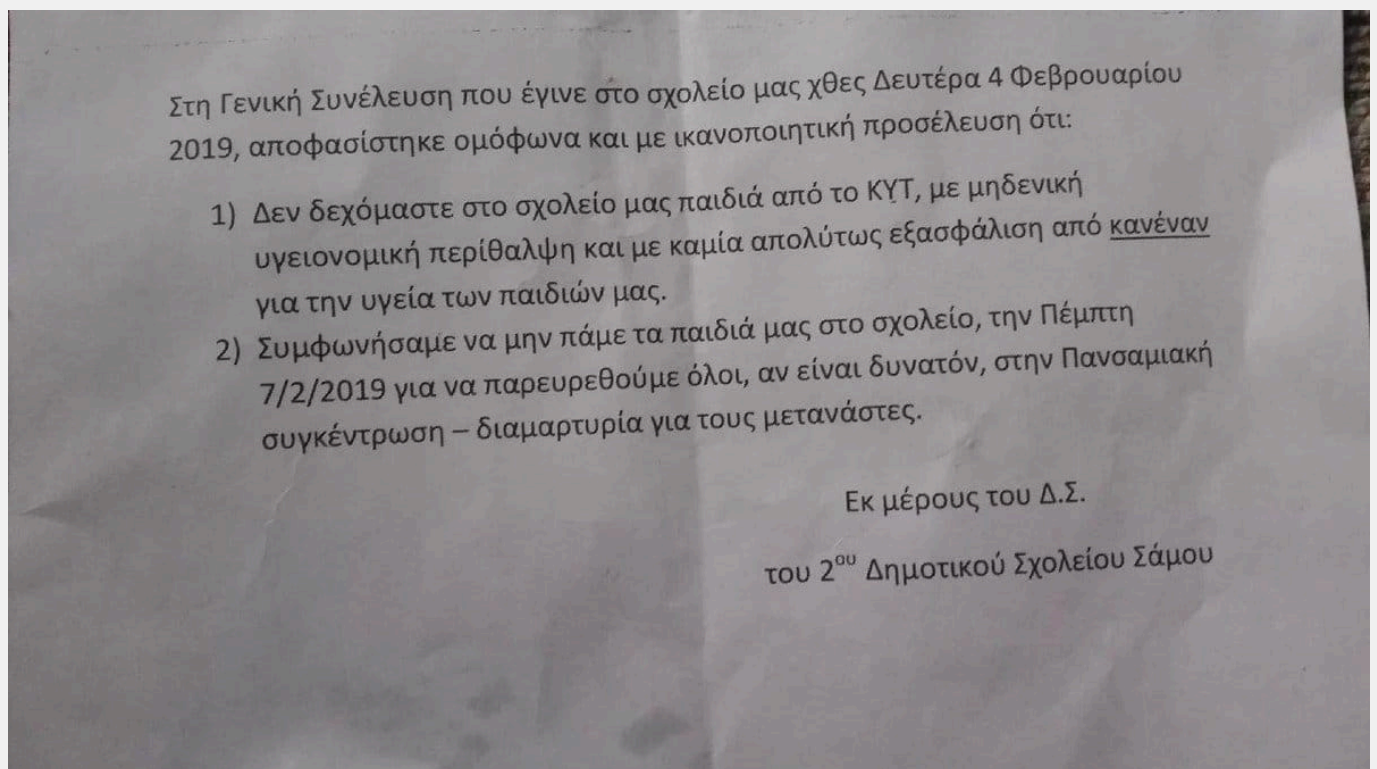 Στη Γενική Συνέλευση που έγινε στο σχολείο μας χθες Δευτέρα 4 Φεβρουαρίου
2019, αποφασίστηκε ομόφωνα και με ικανοποιητική προσέλευση ότι:
1) Δεν δεχόμαστε στο σχολείο μας παιδιά από το ΚΥΤ, με μηδενική
υγειονομική περίθαλψη και με καμία απολύτως εξασφάλιση από κανέναν
για την υγεία των παιδιών μας.
2) Συμφωνήσαμε να μην πάμε τα παιδιά μας στο σχολείο, την Πέμπτη
7/2/2019 για να παρευρεθούμε όλοι, αν είναι δυνατόν, στην Πανσαμιακή
συγκέντρωση – διαμαρτυρία για τους μετανάστες.
Εκ μέρους του Δ.Σ.
του 2ου Δημοτικού Σχολείου Σάμου